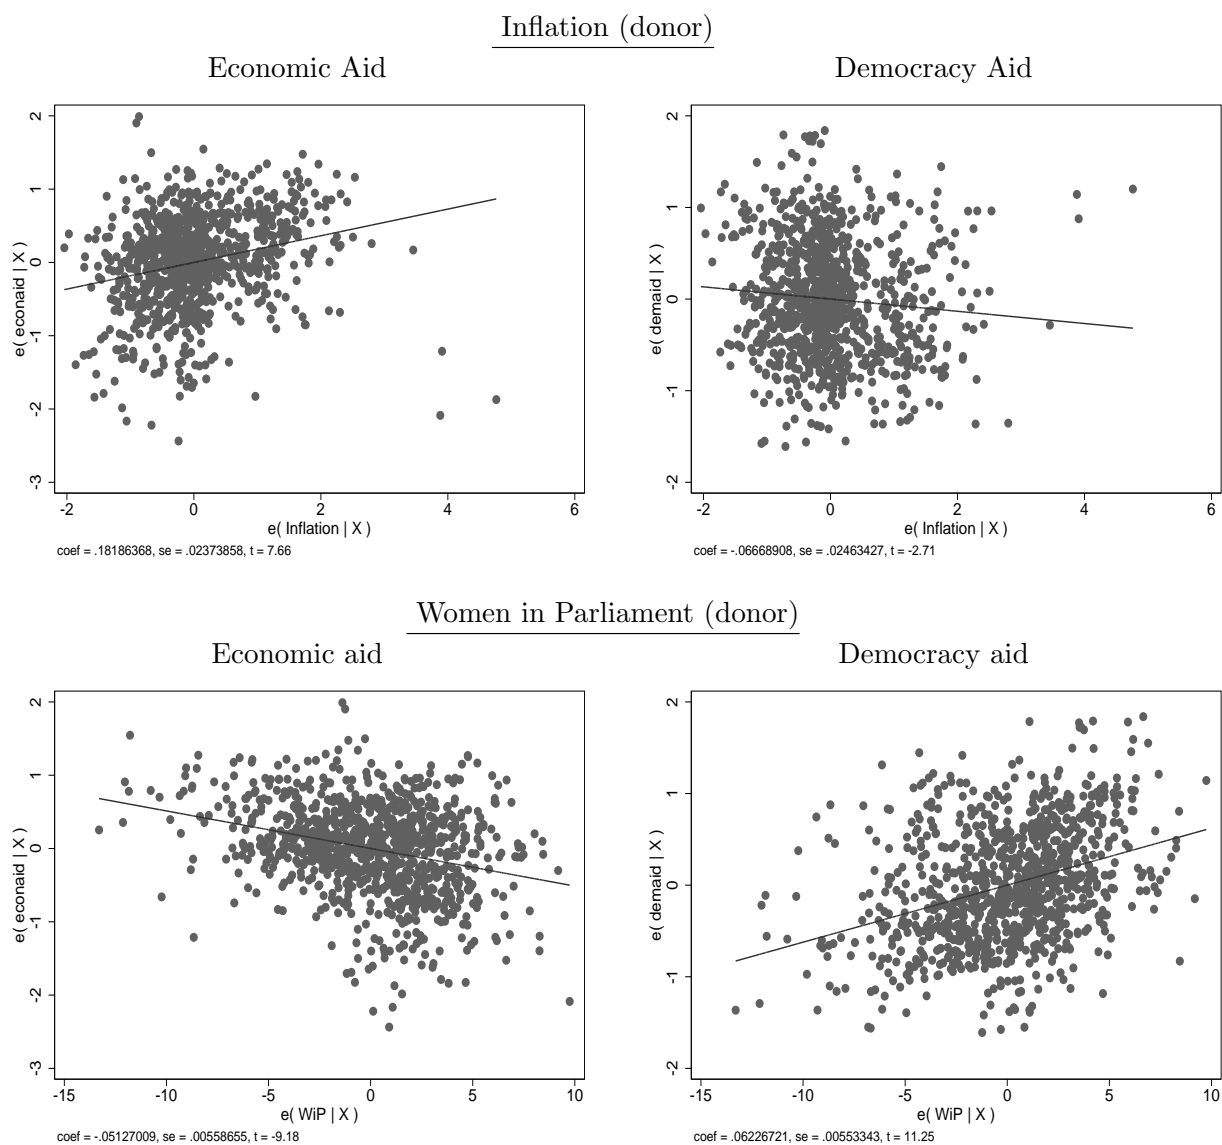 Inflation (donor)
Economic Aid
Democracy Aid
2
1
0
-1
-2
-3
e( econaid | X )
-2
0
2
4
6
e( Inflation | X )
coef = .18186368, se = .02373858, t = 7.66
2
1
0
-1
-2
e( demaid | X )
-2
0
2
4
6
e( Inflation | X )
coef = -.06668908, se = .02463427, t = -2.71
Women in Parliament (donor)
Economic aid
Democracy aid
2
1
0
-1
-2
-3
e( econaid | X )
-15
-10
-5
0
5
10
e( WiP | X )
coef = -.05127009, se = .00558655, t = -9.18
2
1
0
-1
-2
e( demaid | X )
-15
-10
-5
0
5
10
e( WiP | X )
coef = .06226721, se = .00553343, t = 11.25